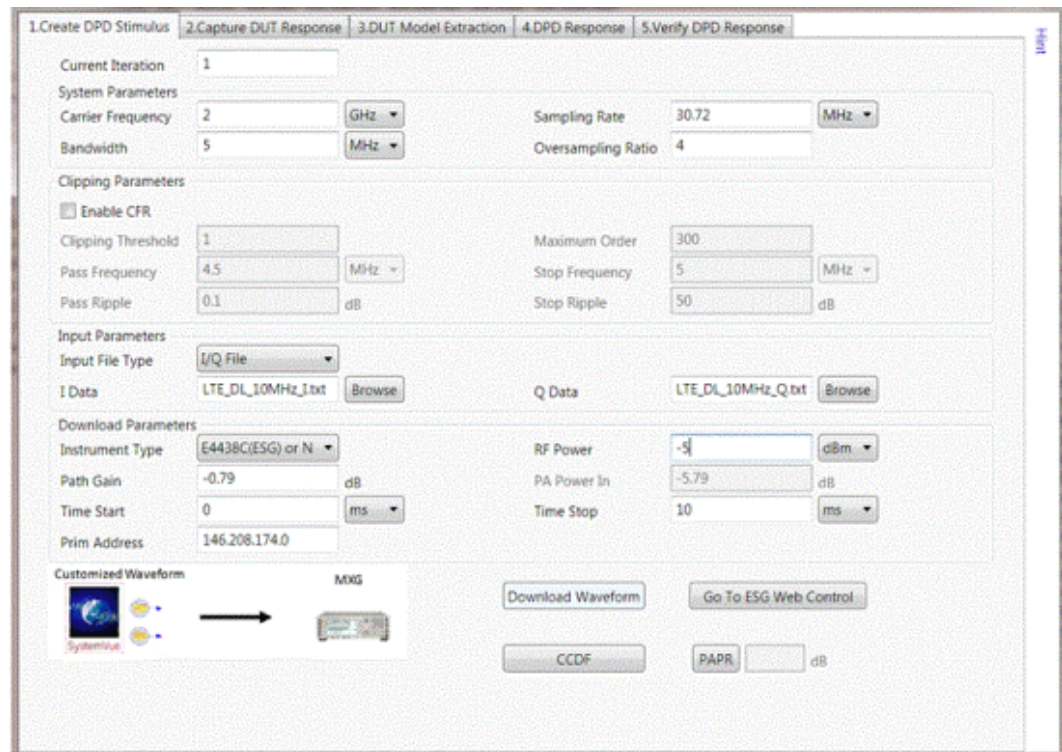 1.Create DPD Stimulus 2.Capture DUT Response 3.DUT Model Extraction 4.DPD Response 5.Verify DPD Response
Hint
Current Iteration 1
System Parameters
Carrier Frequency 2 GHz Sampling Rate 30.72 MHz
Bandwidth 5 MHz Oversampling Ratio 4
Clipping Parameters
Enable CFR
Clipping Threshold 1 Maximum Order 300
Pass Frequency 4.5 MHz Stop Frequency 5 MHz
Pass Ripple 0.1 dB Stop Ripple 50 dB
Input Parameters
Input File Type I/Q File
I Data LTE_DL_10MHz_I.txt Browse Q Data LTE_DL_10MHz_Q.txt Browse
Download Parameters
Instrument Type E4438C(ESG) or N RF Power -5 dBm
Path Gain -0.79 dB PA Power In -5.79 dB
Time Start 0 ms Time Stop 10 ms
Prim Address 146.208.174.0
Customized Waveform MXG
SystemVue
Download Waveform Go To ESG Web Control
CCDF PAPR dB